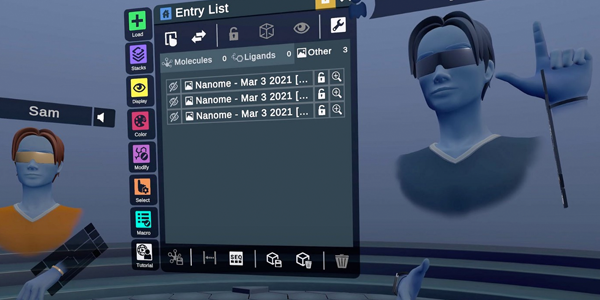 Load
Stacks
Display
Color
Modify
Select
Macro
Tutorial
Entry List
Molecules 0 Ligands 0 Other 3
Nanome - Mar 3 2021 [...
Nanome - Mar 3 2021 [...
Nanome - Mar 3 2021 [...
SEQ
Sam